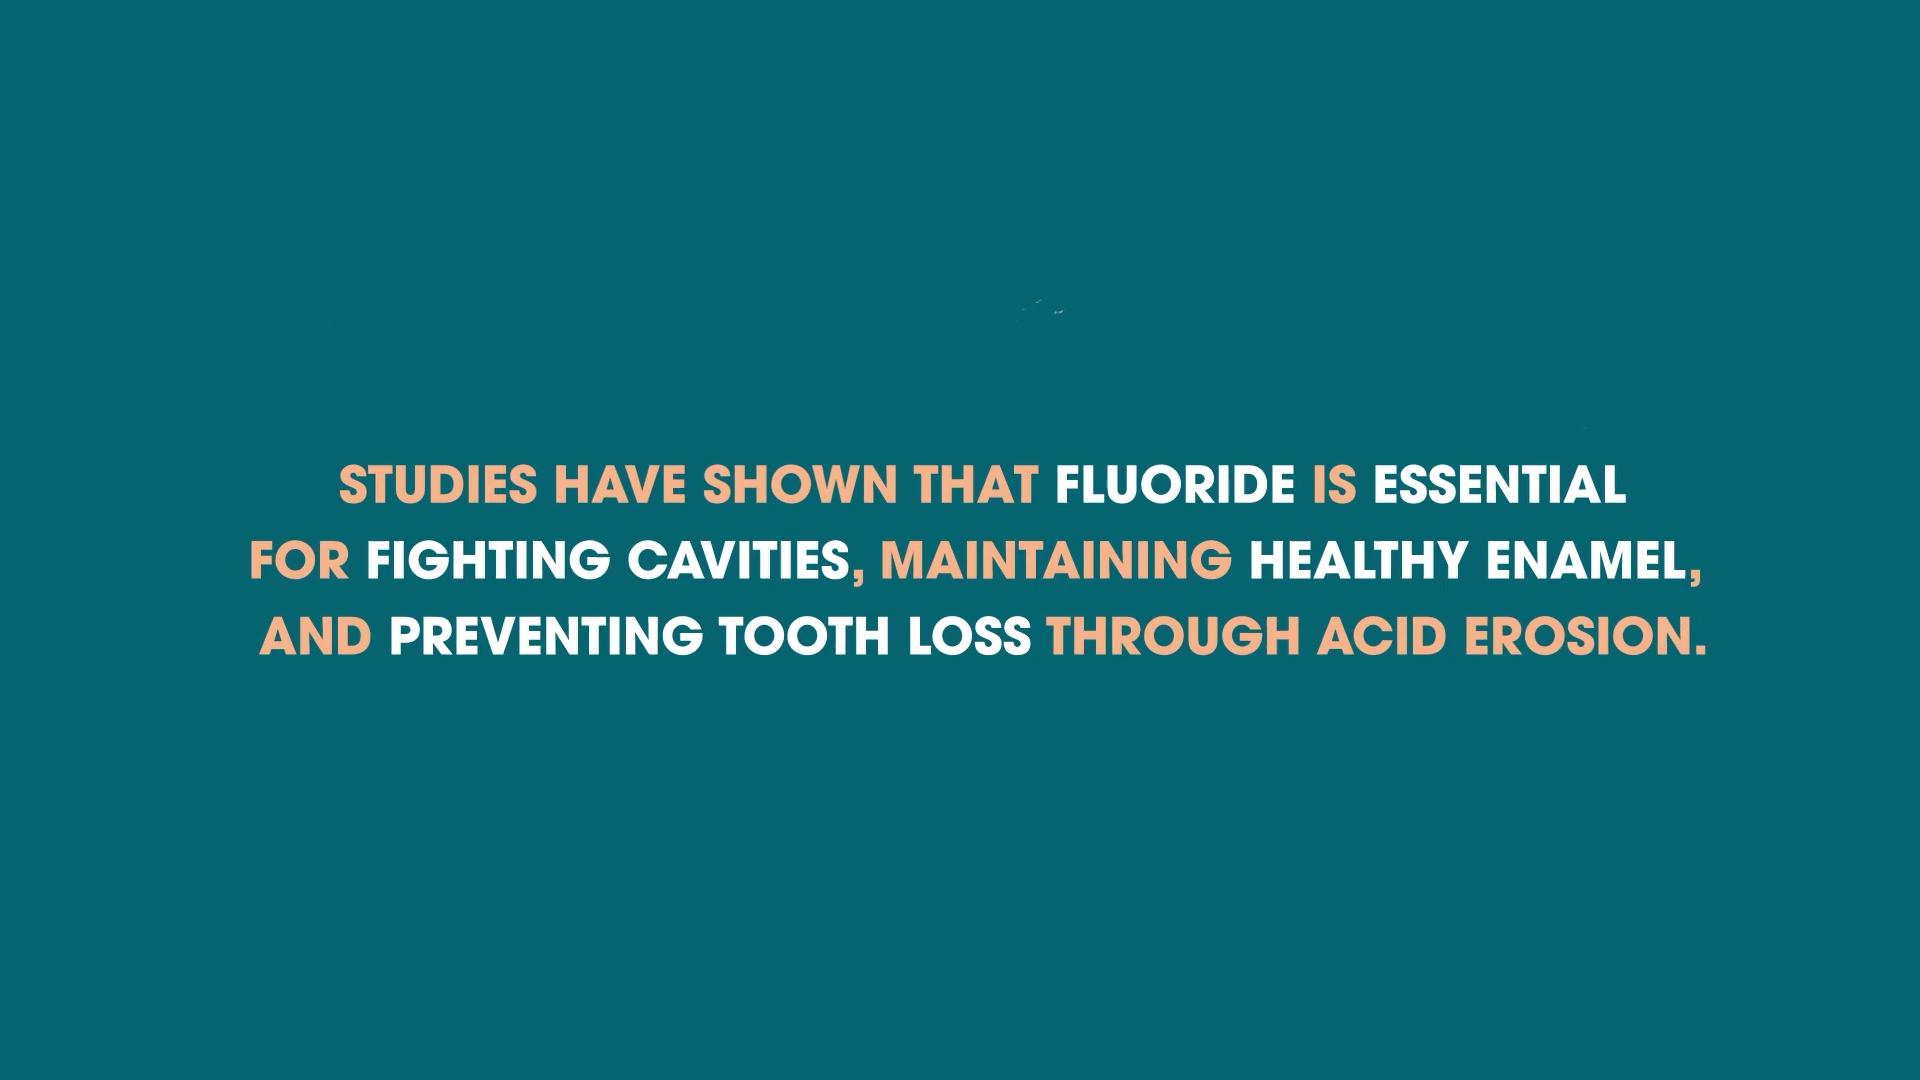 STUDIES HAVE SHOWN THAT FLUORIDE IS ESSENTIAL
FOR FIGHTING CAVITIES, MAINTAINING HEALTHY ENAMEL,
AND PREVENTING TOOTH LOSS THROUGH ACID EROSION.